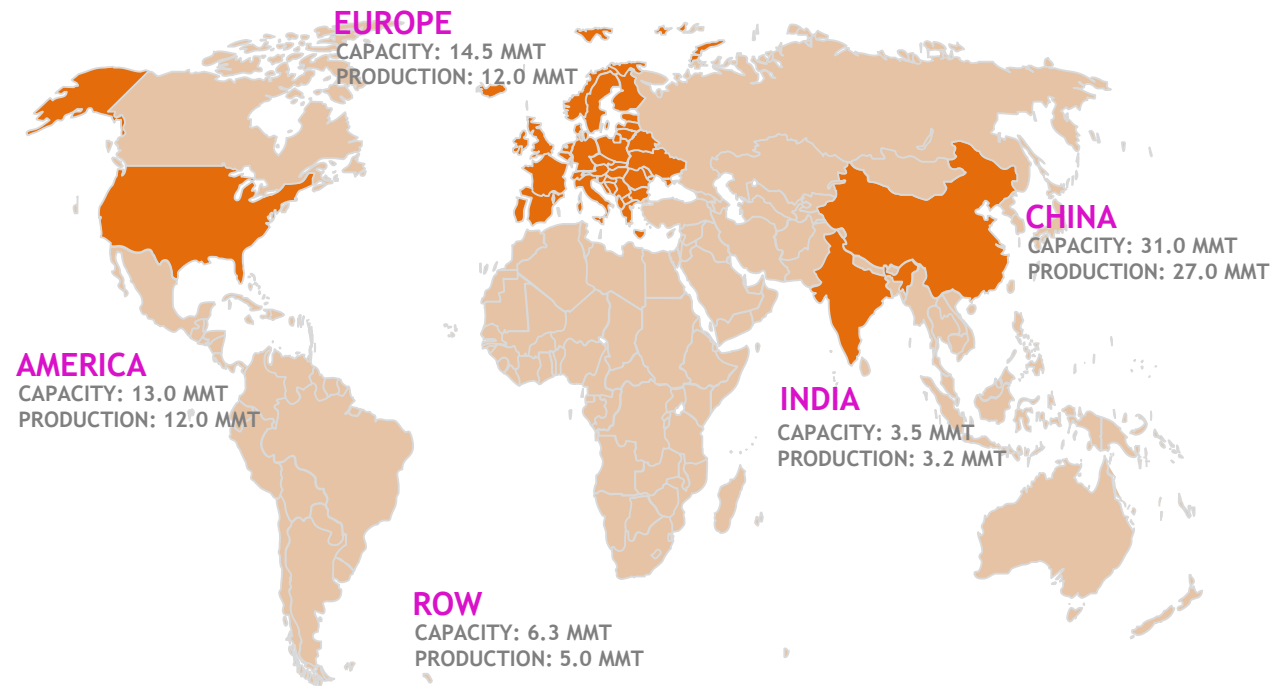 EUROPE
CAPACITY: 14.5 MMT
PRODUCTION: 12.0 MMT
CHINA
CAPACITY: 31.0 MMT
PRODUCTION: 27.0 MMT
AMERICA
CAPACITY: 13.0 MMT
PRODUCTION: 12.0 MMT
INDIA
CAPACITY: 3.5 MMT
PRODUCTION: 3.2 MMT
ROW
CAPACITY: 6.3 MMT
PRODUCTION: 5.0 MMT